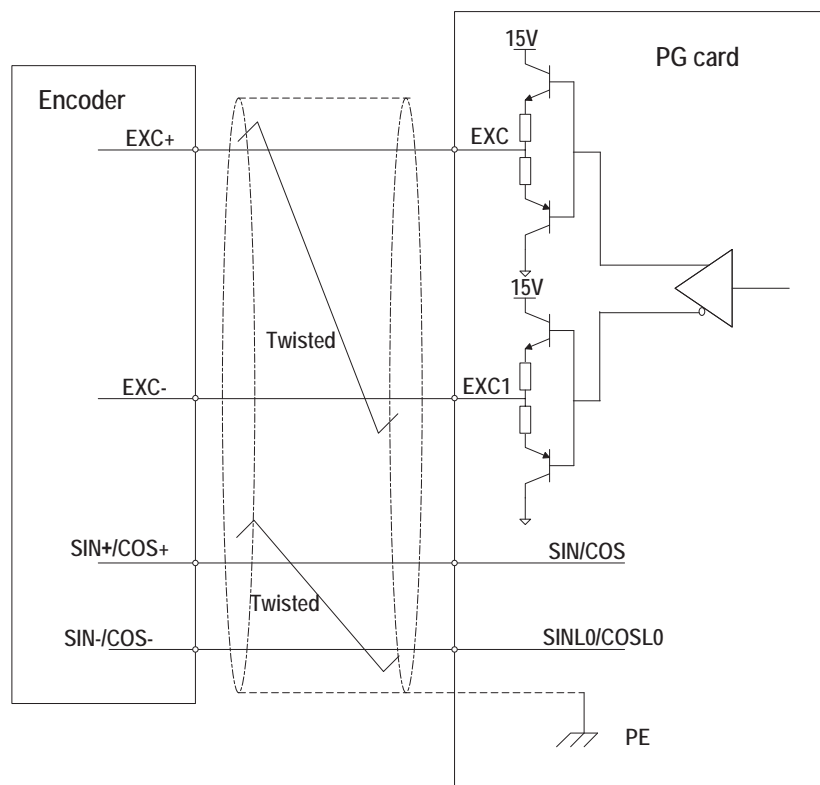 15V
PG card
Encoder
EXC+
EXC
15V
Twisted
EXC-
EXC1
SIN+/COS+
SIN/COS
Twisted
SIN-/COS-
SINL0/COSL0
PE